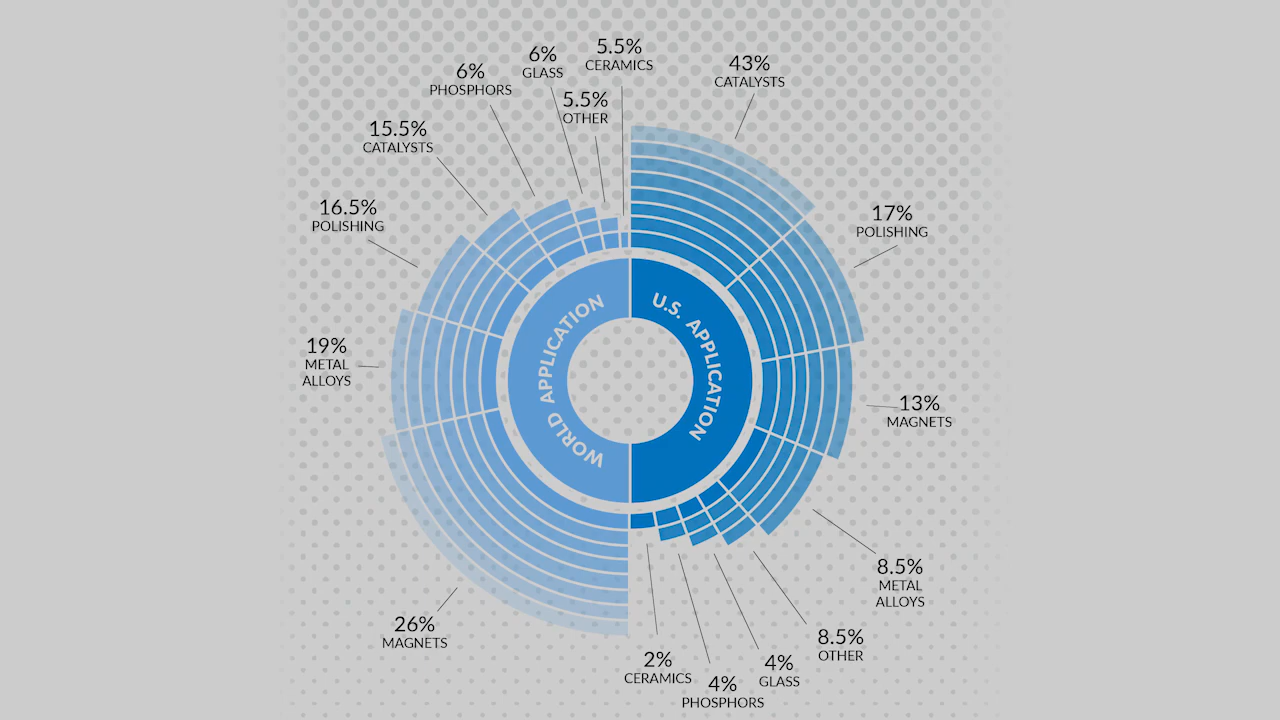 5.5%
CERAMICS
6%
GLASS
6%
PHOSPHORS
5.5%
OTHER
15.5%
CATALYSTS
16.5%
POLISHING
19%
METAL
ALLOYS
26%
MAGNETS
WORLD APPLICATION
U.S. APPLICATION
43%
CATALYSTS
17%
POLISHING
13%
MAGNETS
8.5%
METAL
ALLOYS
8.5%
OTHER
4%
GLASS
4%
PHOSPHORS
2%
CERAMICS